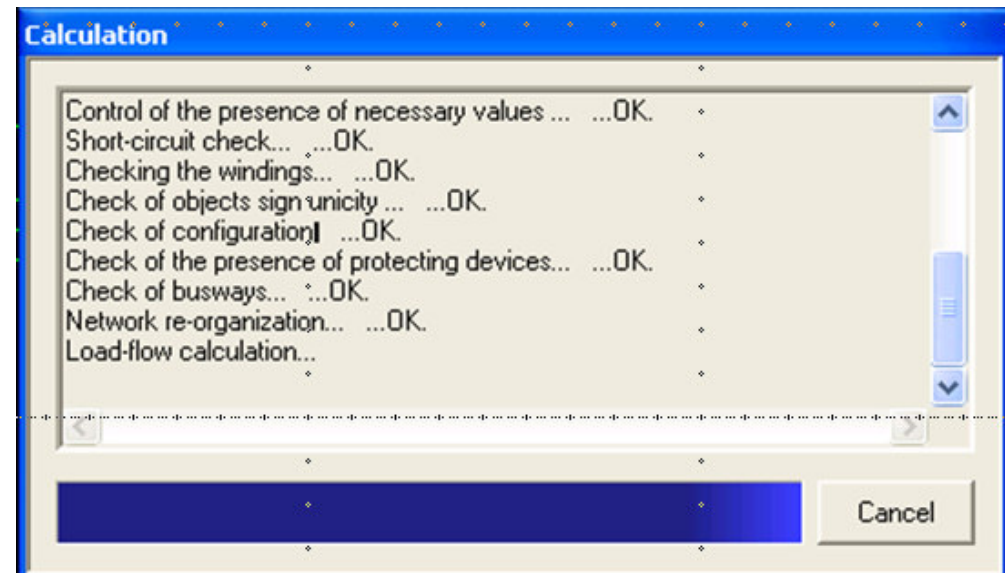 Calculation
Control of the presence of necessary values ... ...OK.
Short-circuit check... ...OK.
Checking the windings... ...OK.
Check of objects sign unicity ... ...OK.
Check of configuration ...OK.
Check of the presence of protecting devices... ...OK.
Check of busways... ...OK.
Network re-organization... ...OK.
Load-flow calculation...
Cancel